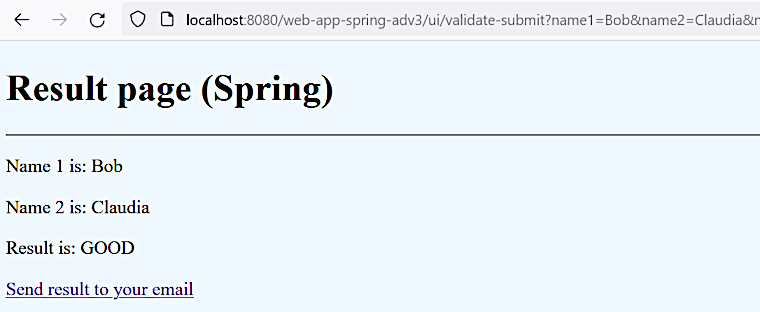 localhost:8080/web-app-spring-adv3/ui/validate-submit?name1=Bob&name2=Claudia&
Result page (Spring)
Name 1 is: Bob
Name 2 is: Claudia
Result is: GOOD
Send result to your email